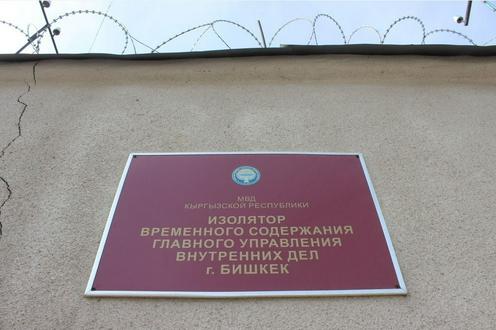 МВД
КЫРГЫЗСКОЙ РЕСПУБЛИКИ
ИЗОЛЯТОР
ВРЕМЕННОГО СОДЕРЖАНИЯ
ГЛАВНОГО УПРАВЛЕНИЯ
ВНУТРЕННИХ ДЕЛ
г. БИШКЕК